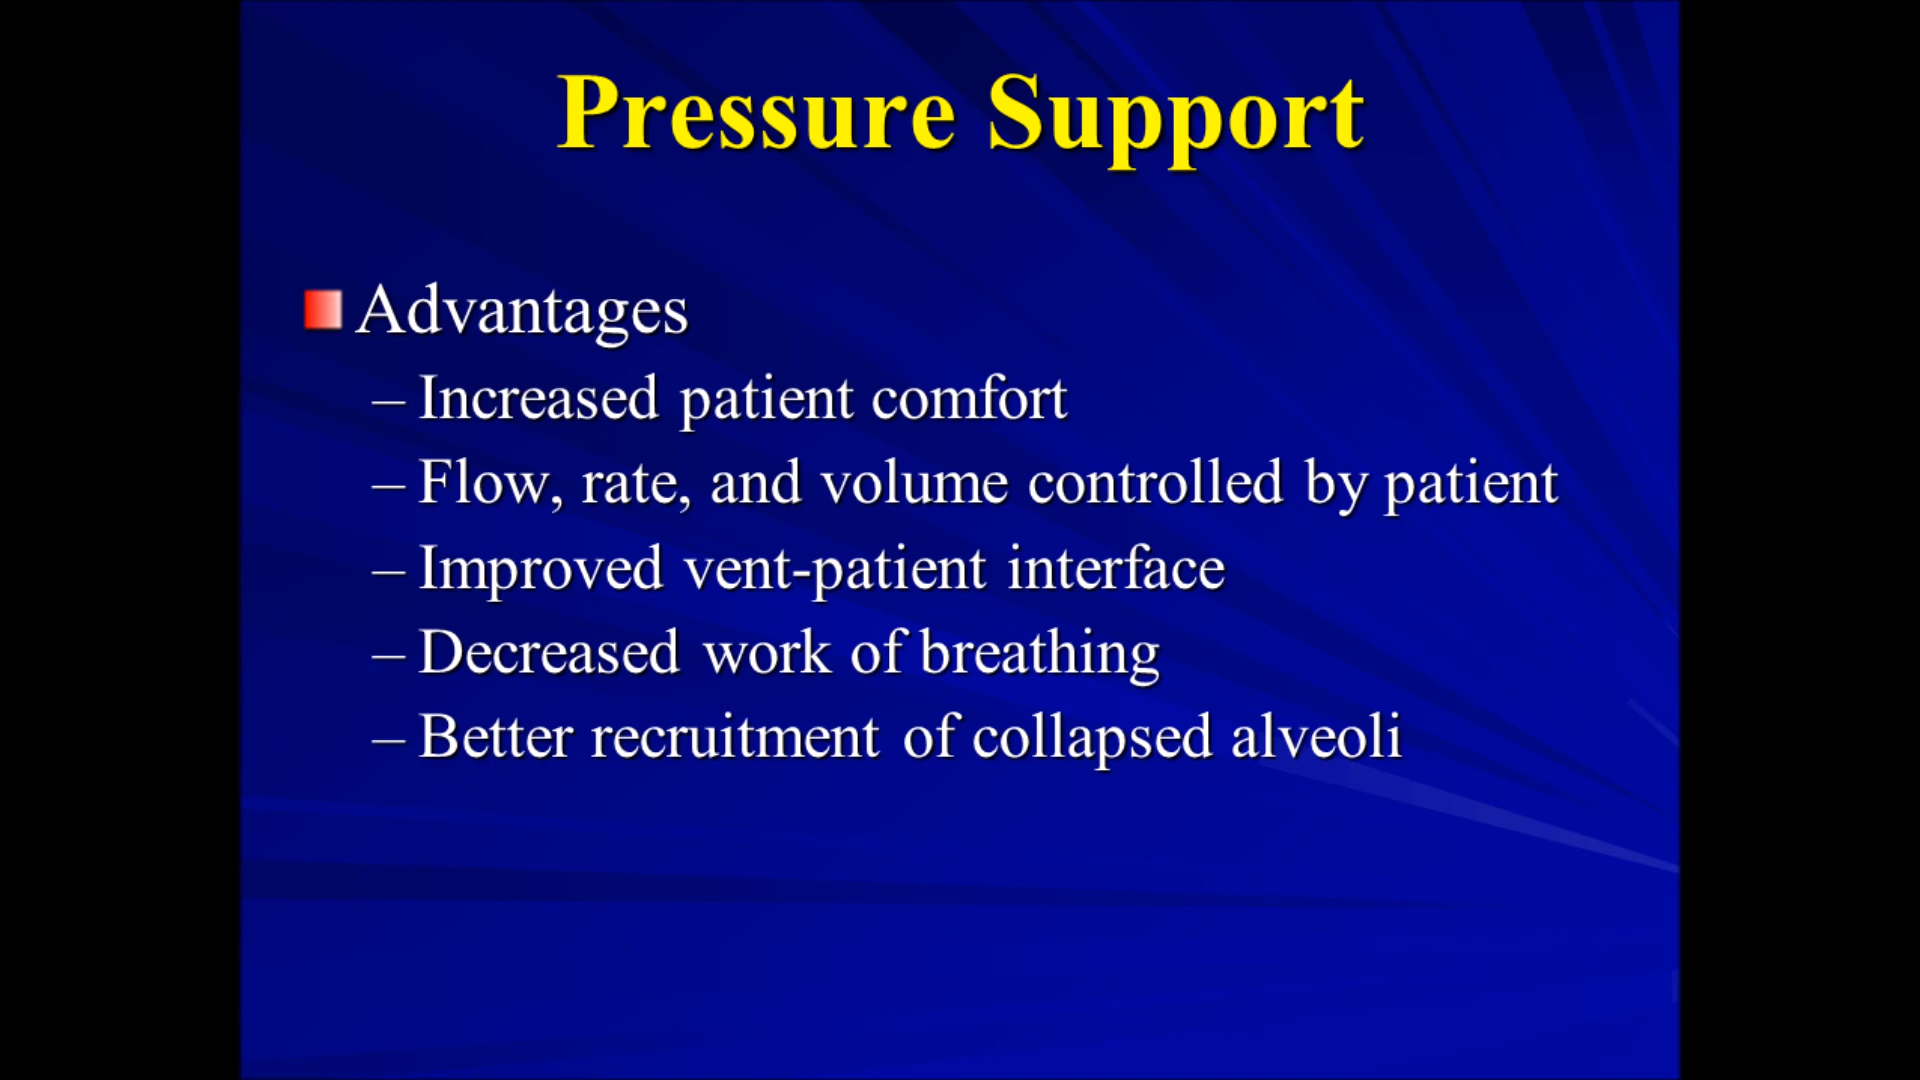 Pressure Support
Advantages
– Increased patient comfort
– Flow, rate, and volume controlled by patient
– Improved vent-patient interface
– Decreased work of breathing
– Better recruitment of collapsed alveoli